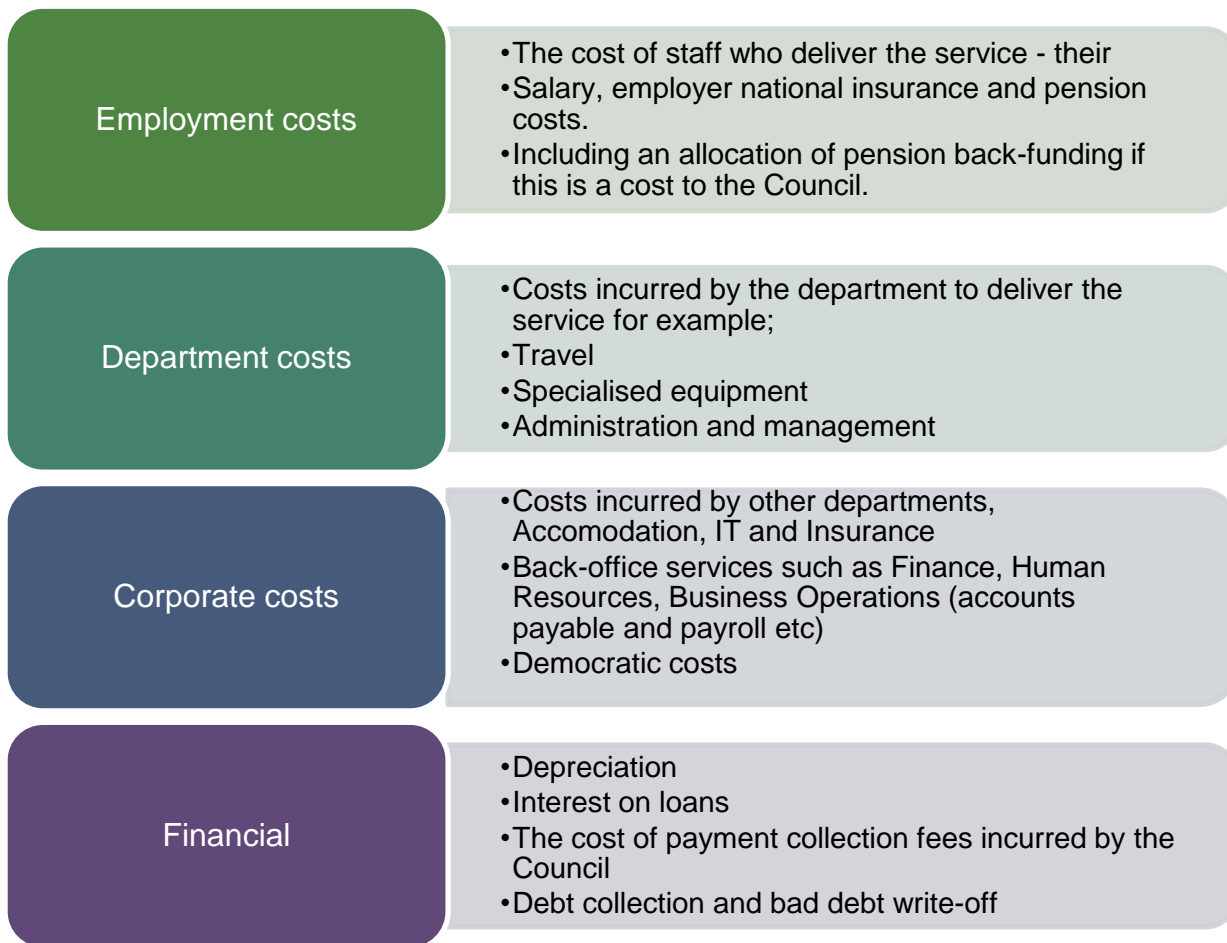 Employment costs
•The cost of staff who deliver the service - their
•Salary, employer national insurance and pension
costs.
•Including an allocation of pension back-funding if
this is a cost to the Council.
Department costs
•Costs incurred by the department to deliver the
service for example;
•Travel
•Specialised equipment
•Administration and management
Corporate costs
•Costs incurred by other departments,
Accomodation, IT and Insurance
•Back-office services such as Finance, Human
Resources, Business Operations (accounts
payable and payroll etc)
•Democratic costs
Financial
•Depreciation
•Interest on loans
•The cost of payment collection fees incurred by the
Council
•Debt collection and bad debt write-off